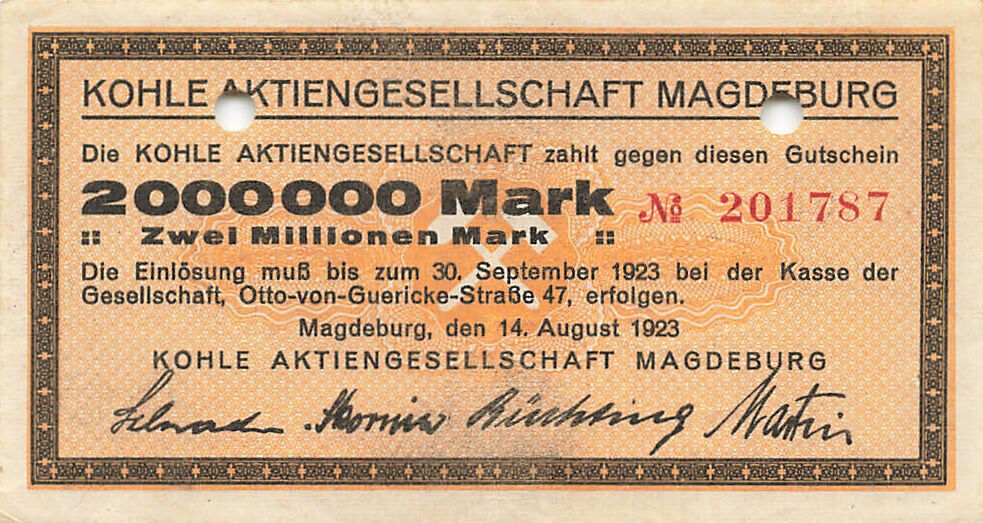 KOHLE AKTIENGESELLSCHAFT MAGDEBURG
Die KOHLE AKTIENGESELLSCHAFT zahlt gegen diesen Gutschein
2000000 Mark № 201787
:: Zwei Millionen Mark ::
Die Einlösung muß bis zum 30. September 1923 bei der Kasse der
Gesellschaft, Otto-von-Guericke-Straße 47, erfolgen.
Magdeburg, den 14. August 1923
KOHLE AKTIENGESELLSCHAFT MAGDEBURG
Martin